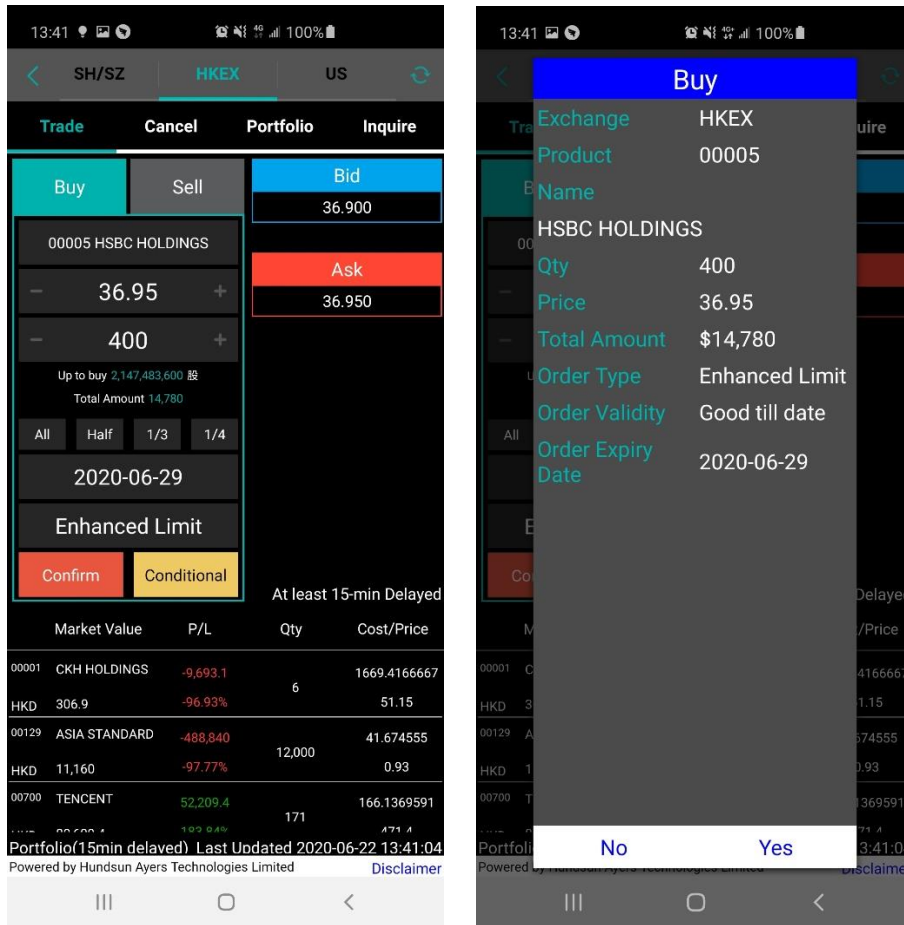 13:41 4G 100%
SH/SZ HKEX US
Trade Cancel Portfolio Inquire
Buy Sell
Bid
36.900
00005 HSBC HOLDINGS
Ask
36.950
− 36.95 +
− 400 +
Up to buy 2,147,483,600 股
Total Amount 14,780
All Half 1/3 1/4
2020-06-29
Enhanced Limit
Confirm Conditional
At least 15-min Delayed
Market Value P/L Qty Cost/Price
00001 CKH HOLDINGS -9,693.1 6 1669.4166667
HKD 306.9 -96.93% 51.15
00129 ASIA STANDARD -488,840 12,000 41.674555
HKD 11,160 -97.77% 0.93
00700 TENCENT 52,209.4 171 166.1369591
183.84% 471.4
Portfolio(15min delayed) Last Updated 2020-06-22 13:41:04
Powered by Hundsun Ayers Technologies Limited Disclaimer
13:41 4G+ 100%
Buy
Exchange HKEX
Product 00005
Name
HSBC HOLDINGS
Qty 400
Price 36.95
Total Amount $14,780
Order Type Enhanced Limit
Order Validity Good till date
Order Expiry Date 2020-06-29
No Yes